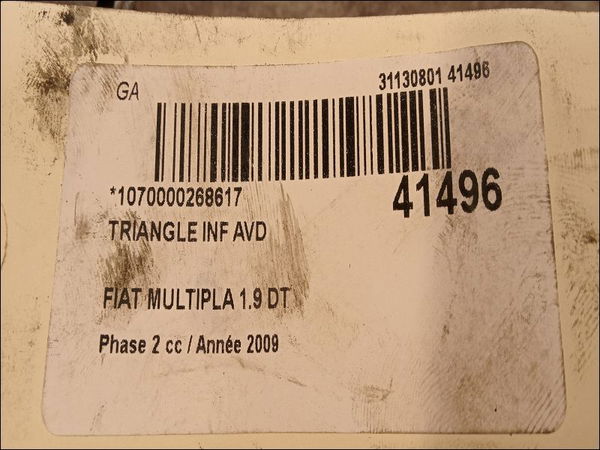 GA
31130801 41496
*1070000268617
41496
TRIANGLE INF AVD
FIAT MULTIPLA 1.9 DT
Phase 2 cc / Année 2009